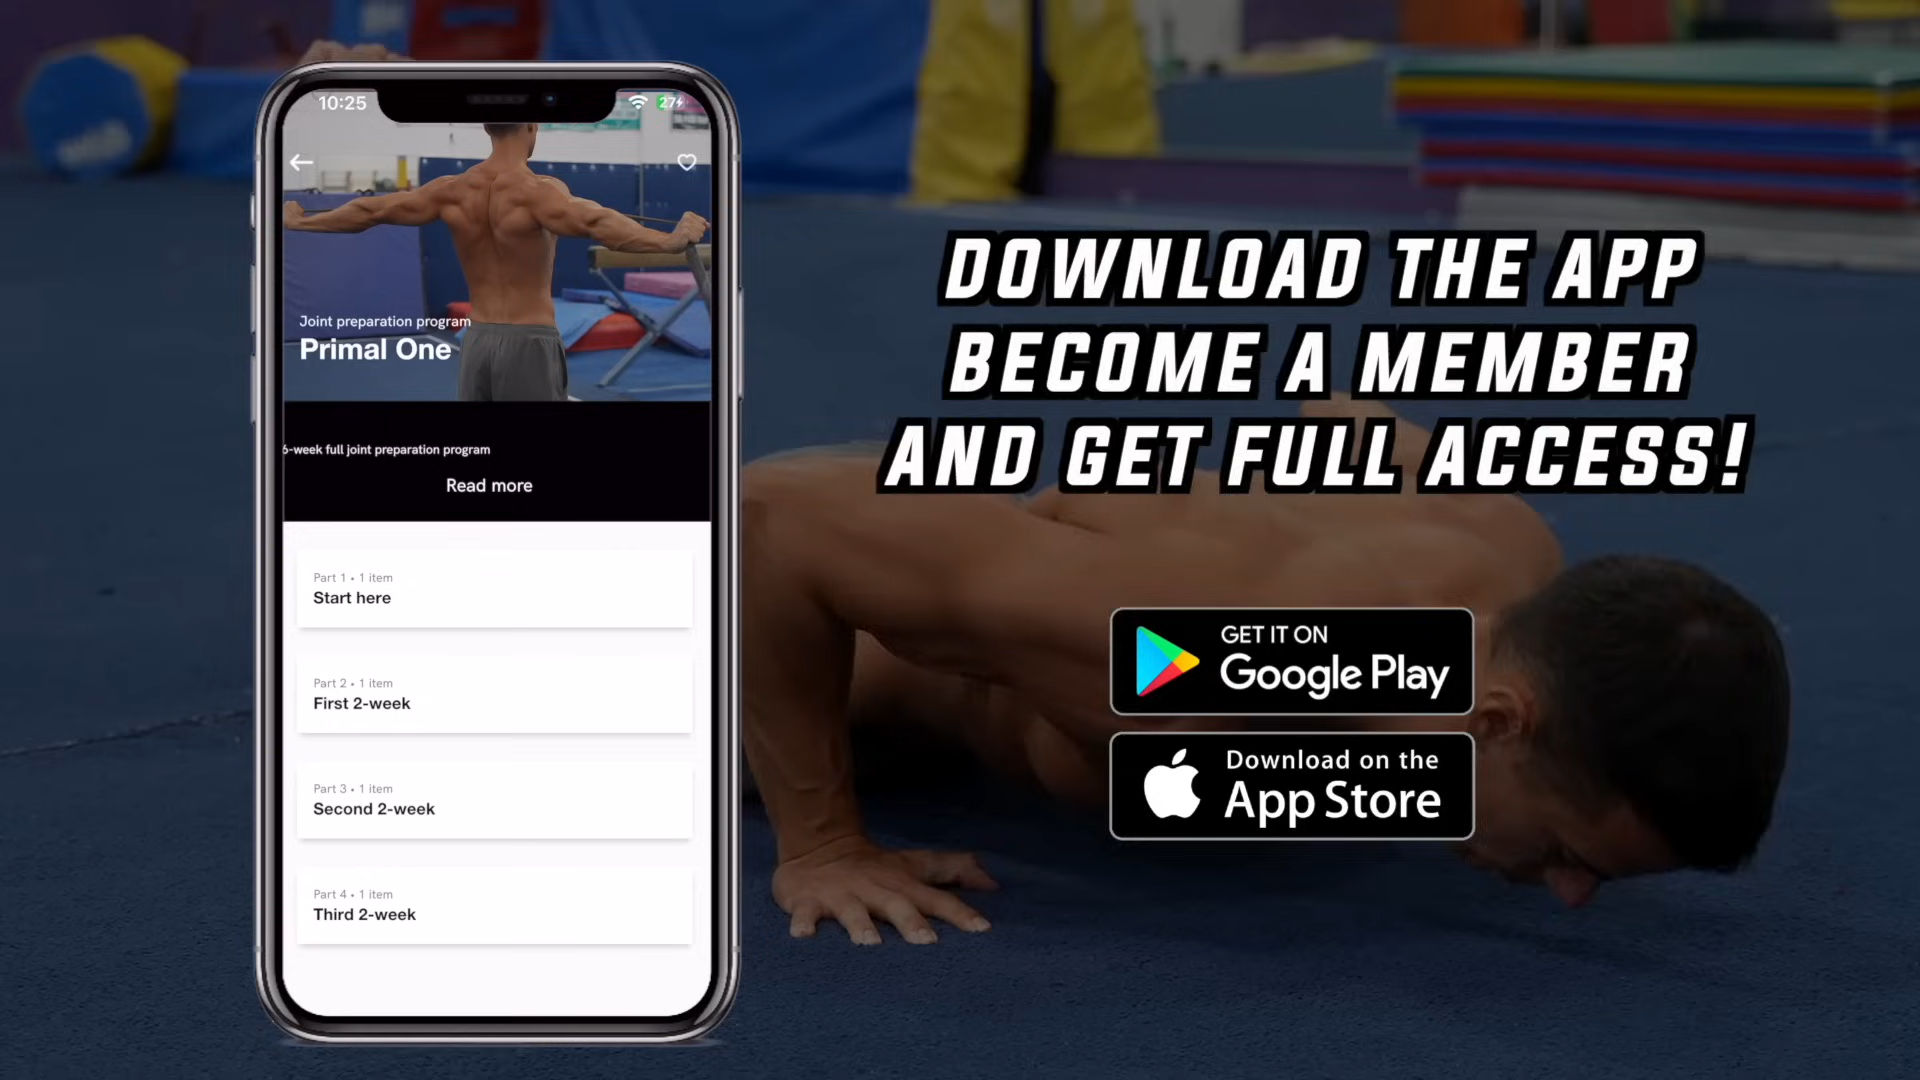 10:25
27
Joint preparation program
Primal One
6-week full joint preparation program
Read more
Part 1 • 1 item
Start here
Part 2 • 1 item
First 2-week
Part 3 • 1 item
Second 2-week
Part 4 • 1 item
Third 2-week
DOWNLOAD THE APP
BECOME A MEMBER
AND GET FULL ACCESS!
GET IT ON
Google Play
Download on the
App Store